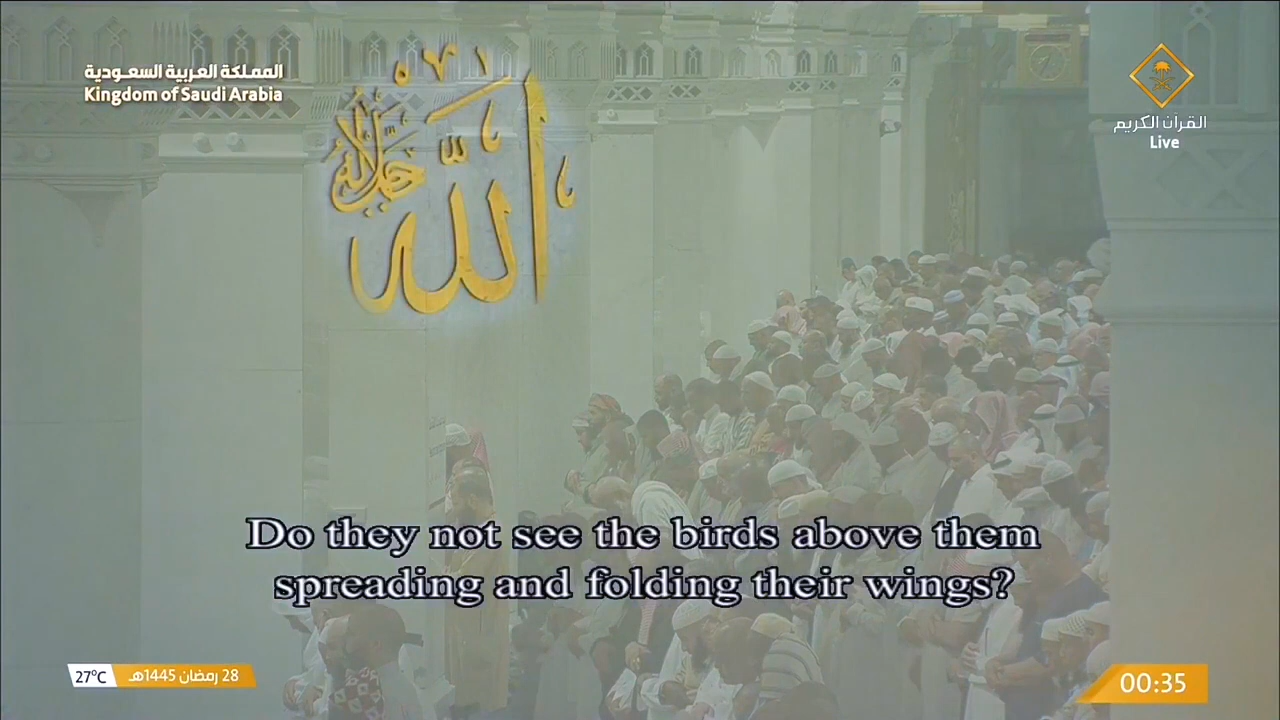 المملكة العربية السعودية
Kingdom of Saudi Arabia
القرآن الكريم
Live
الله
جل جلاله
Do they not see the birds above them
spreading and folding their wings?
27°C
28 رمضان 1445هـ
00:35